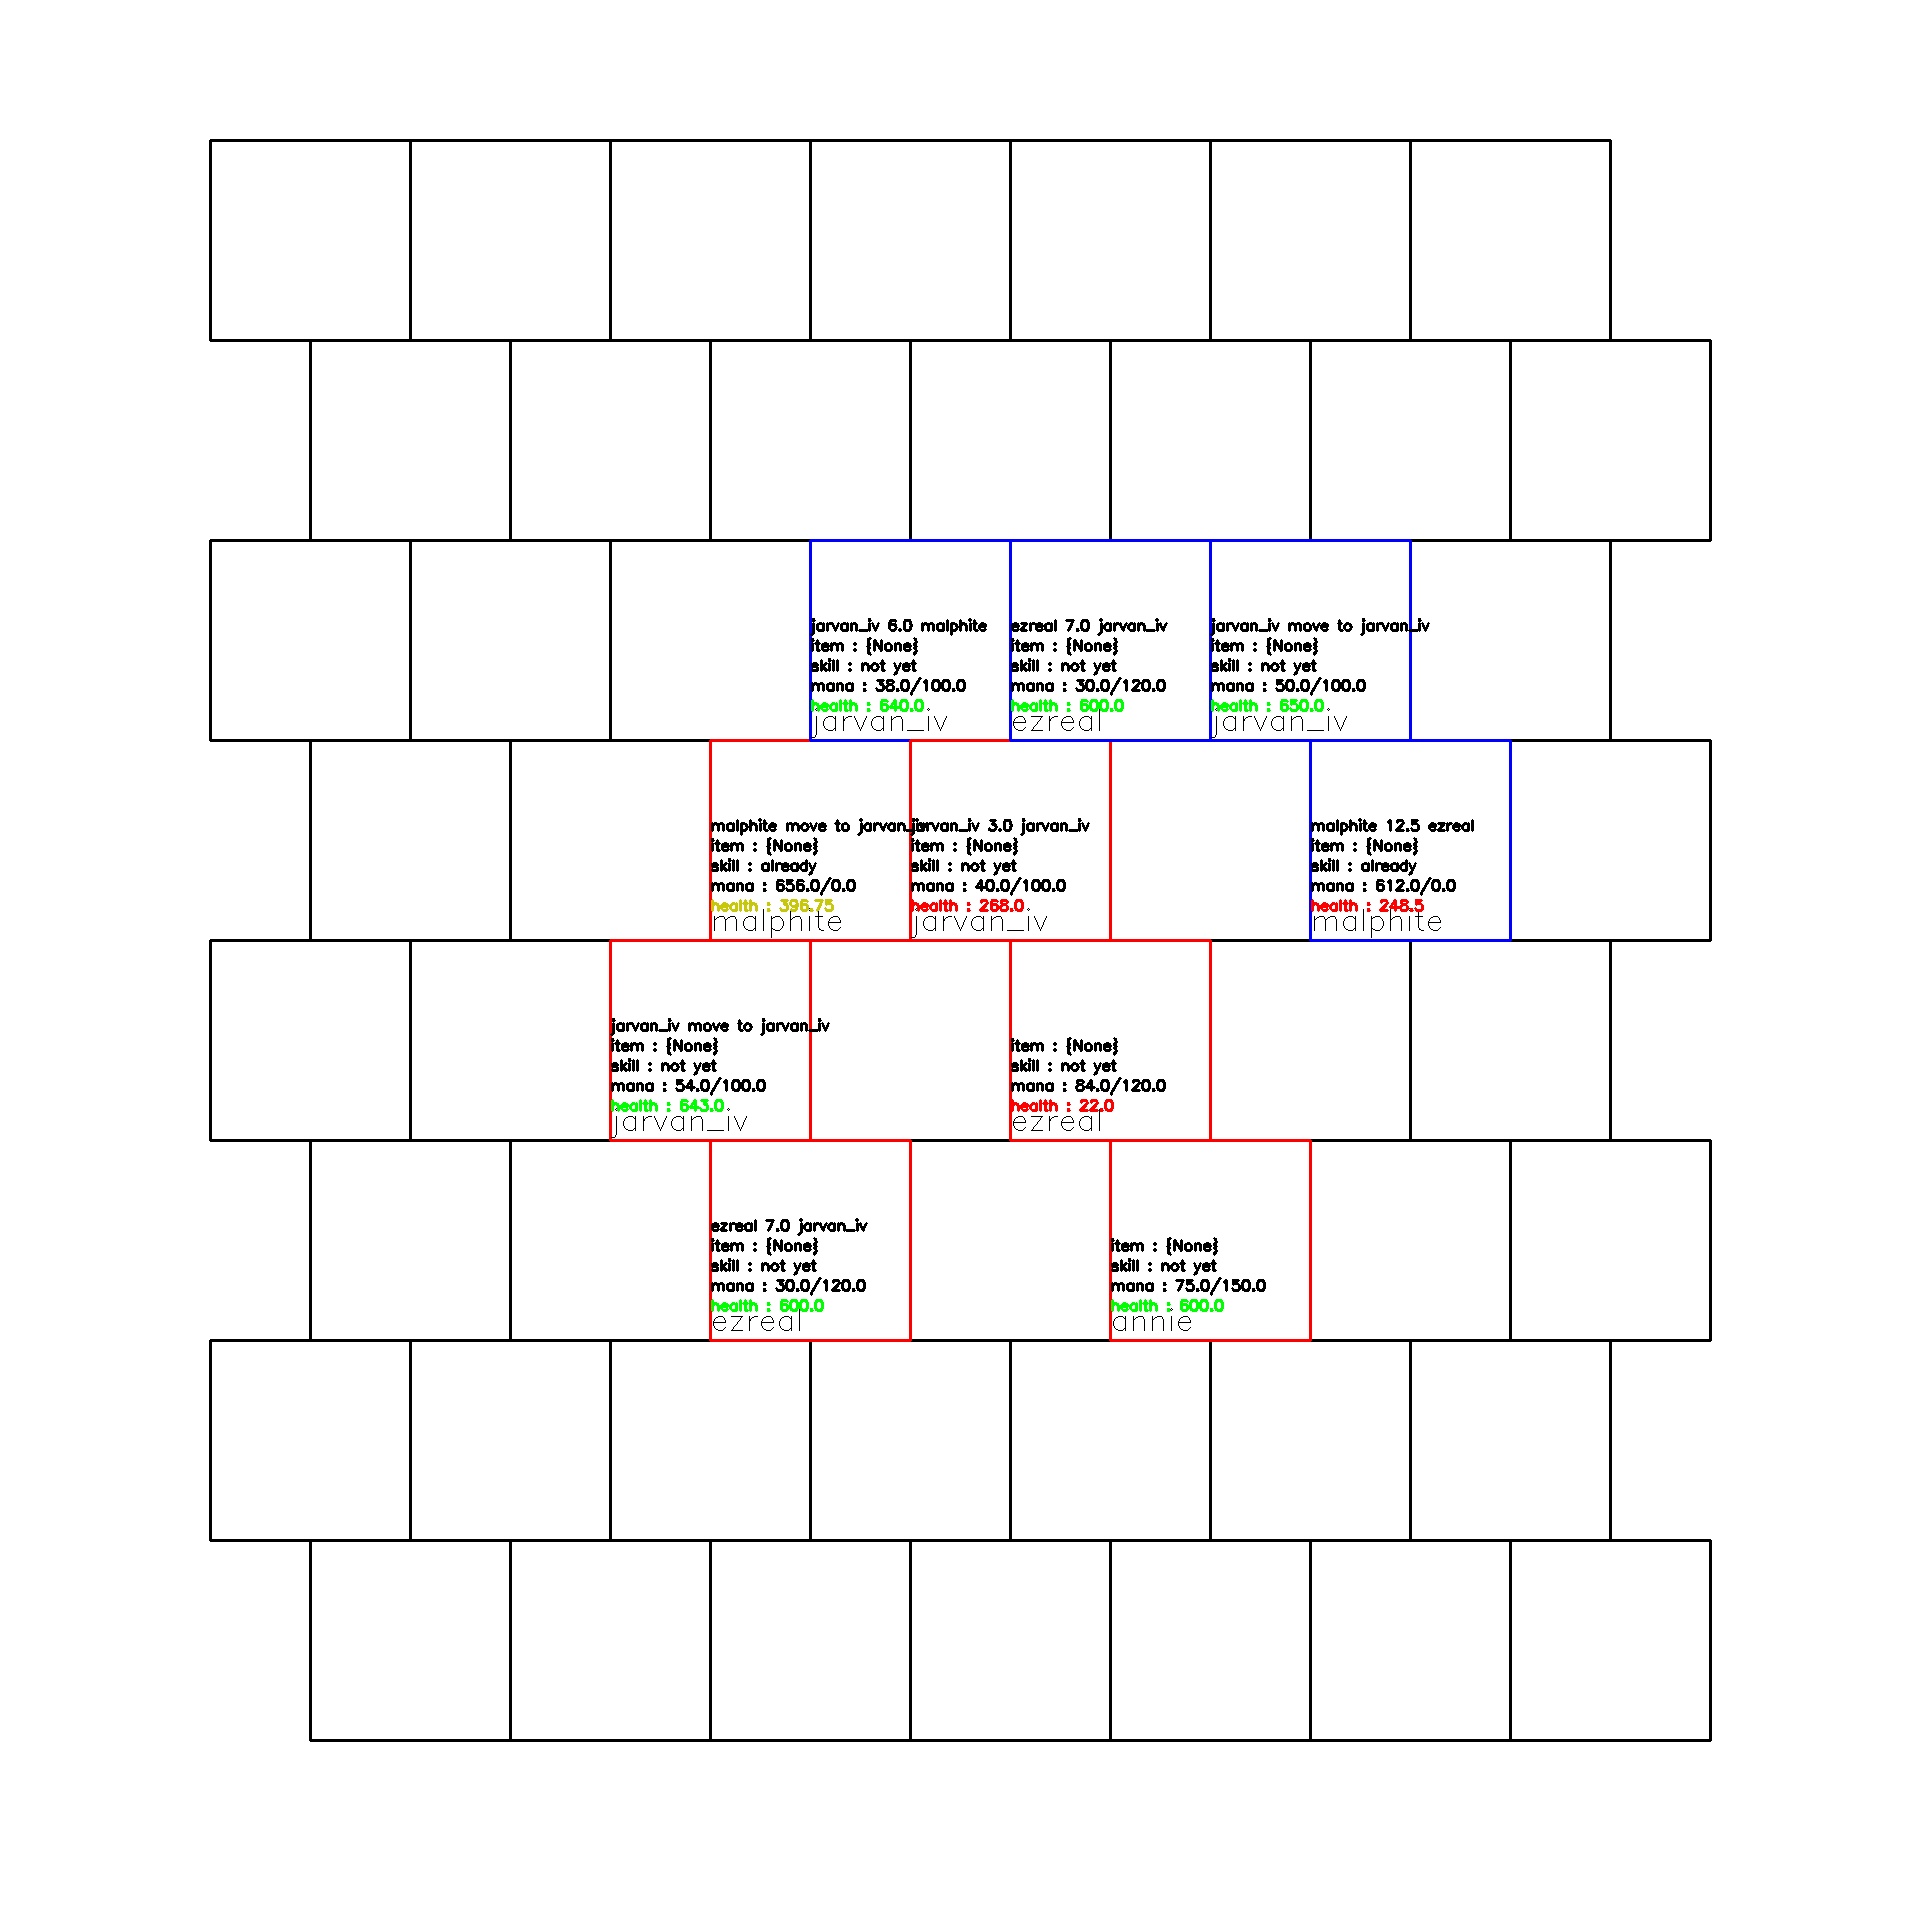 jarvan_iv 6.0 malphite
item : {None}
skill : not yet
mana : 38.0/100.0
health : 640.0
jarvan_iv
ezreal 7.0 jarvan_iv
item : {None}
skill : not yet
mana : 30.0/120.0
health : 600.0
ezreal
jarvan_iv move to jarvan_iv
item : {None}
skill : not yet
mana : 50.0/100.0
health : 650.0
jarvan_iv
malphite move to jarvan_iv
item : {None}
skill : already
mana : 656.0/0.0
health : 396.75
malphite
jarvan_iv 3.0 jarvan_iv
item : {None}
skill : not yet
mana : 40.0/100.0
health : 268.0
jarvan_iv
malphite 12.5 ezreal
item : {None}
skill : already
mana : 612.0/0.0
health : 248.5
malphite
jarvan_iv move to jarvan_iv
item : {None}
skill : not yet
mana : 54.0/100.0
health : 643.0
jarvan_iv
item : {None}
skill : not yet
mana : 84.0/120.0
health : 22.0
ezreal
ezreal 7.0 jarvan_iv
item : {None}
skill : not yet
mana : 30.0/120.0
health : 600.0
ezreal
item : {None}
skill : not yet
mana : 75.0/150.0
health : 600.0
annie